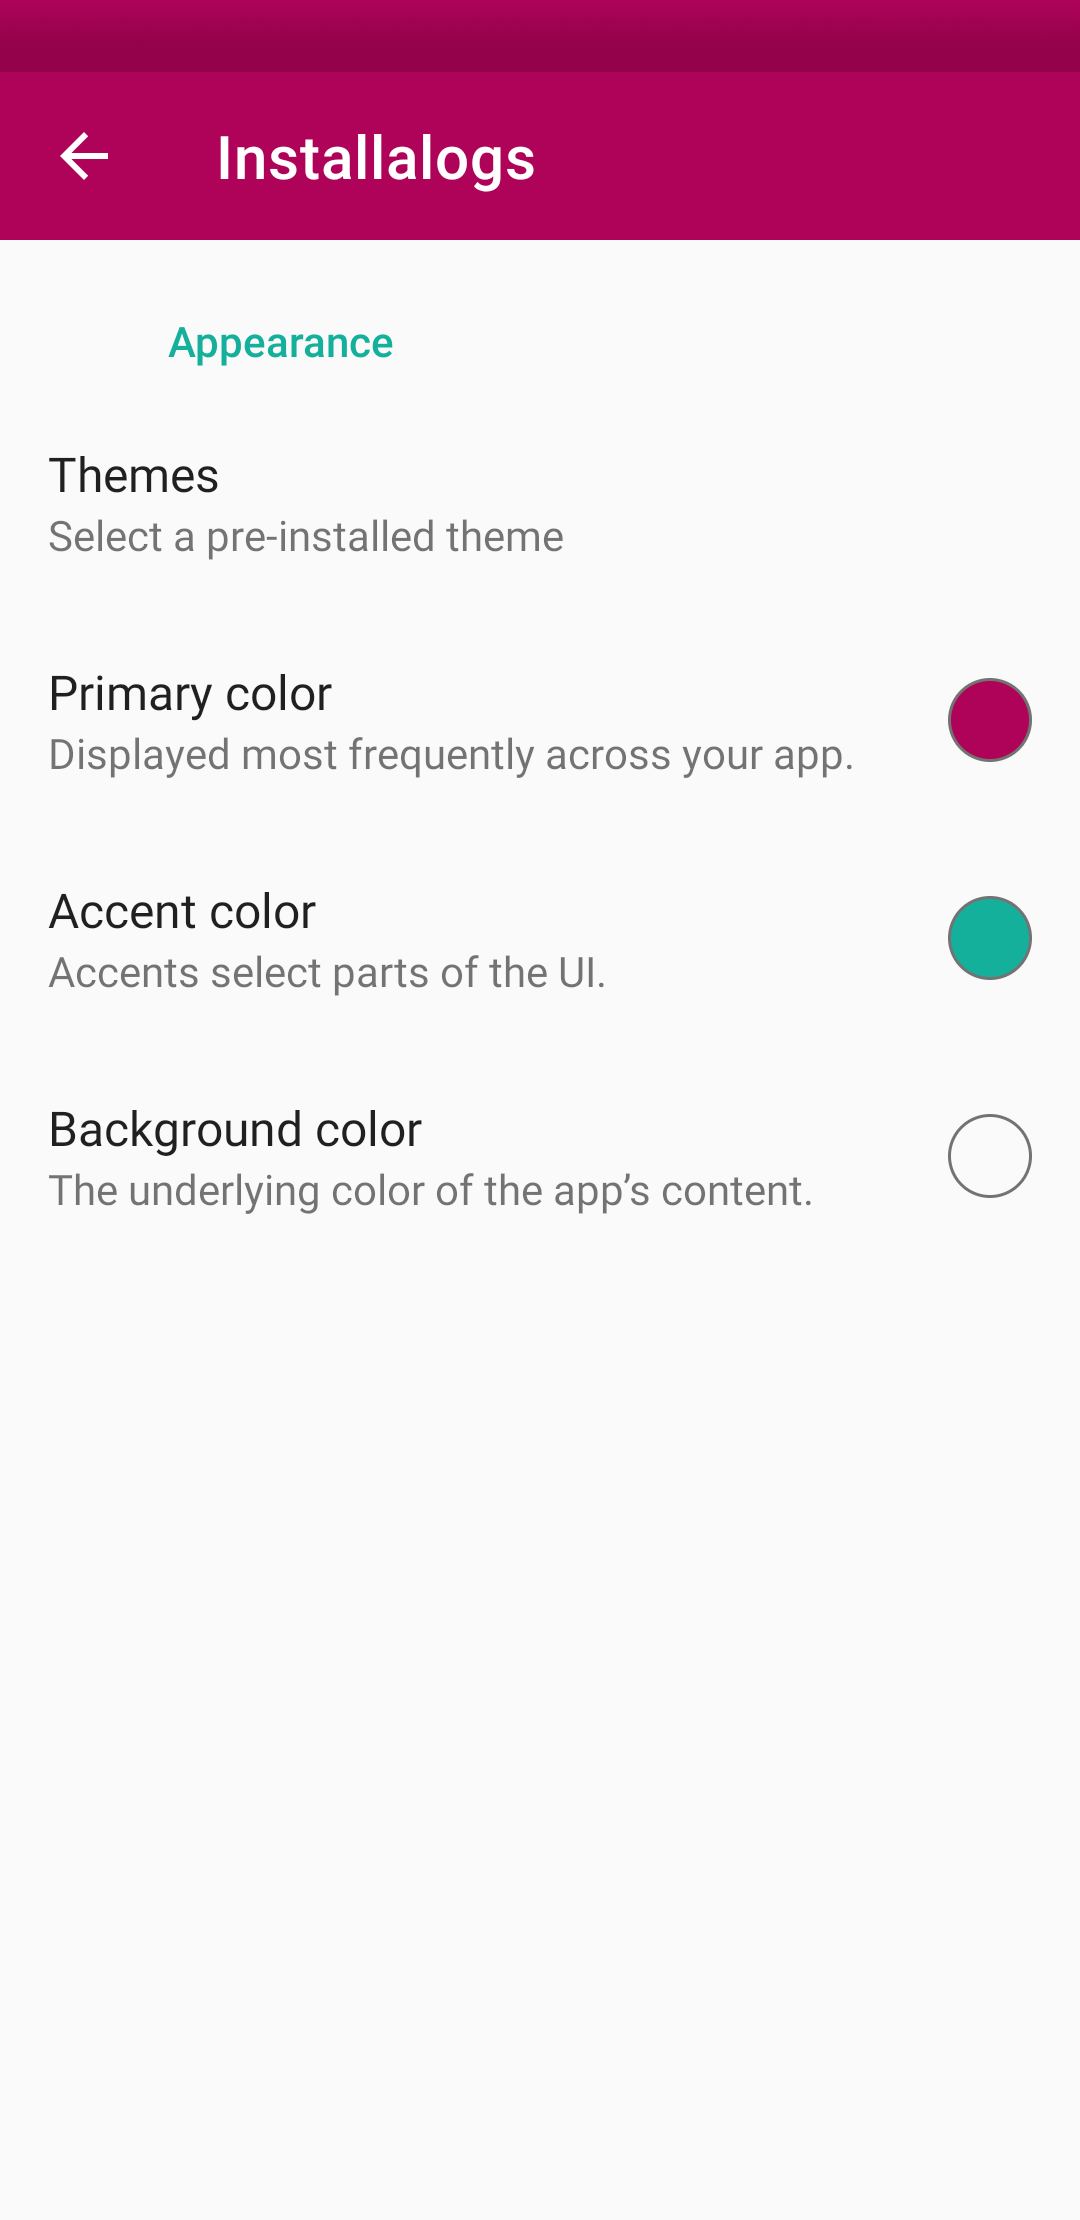 Installalogs
Appearance
Themes
Select a pre-installed theme
Primary color
Displayed most frequently across your app.
Accent color
Accents select parts of the UI.
Background color
The underlying color of the app’s content.